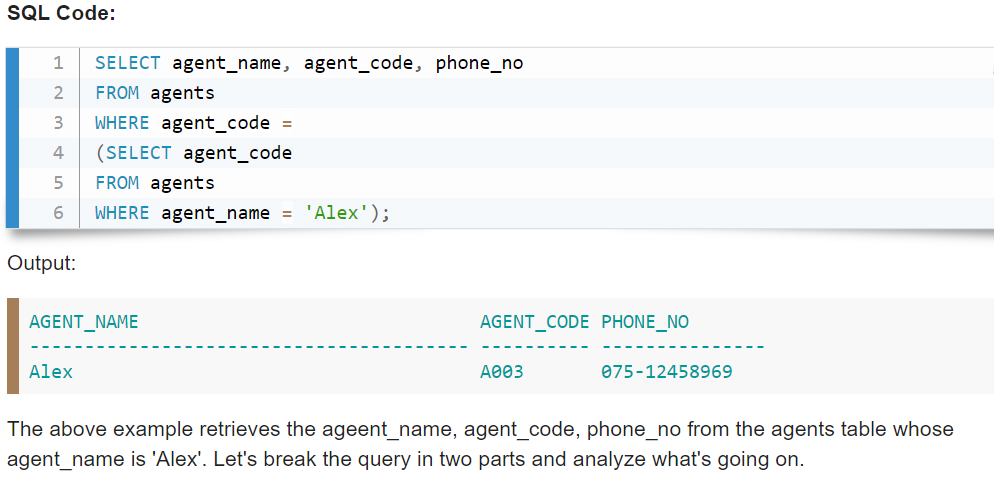 SQL Code:
1 SELECT agent_name, agent_code, phone_no
2 FROM agents
3 WHERE agent_code =
4 (SELECT agent_code
5 FROM agents
6 WHERE agent_name = 'Alex');
Output:
AGENT_NAME                               AGENT_CODE PHONE_NO
---------------------------------------- ---------- ---------------
Alex                                     A003       075-12458969
The above example retrieves the ageent_name, agent_code, phone_no from the agents table whose
agent_name is 'Alex'. Let's break the query in two parts and analyze what's going on.